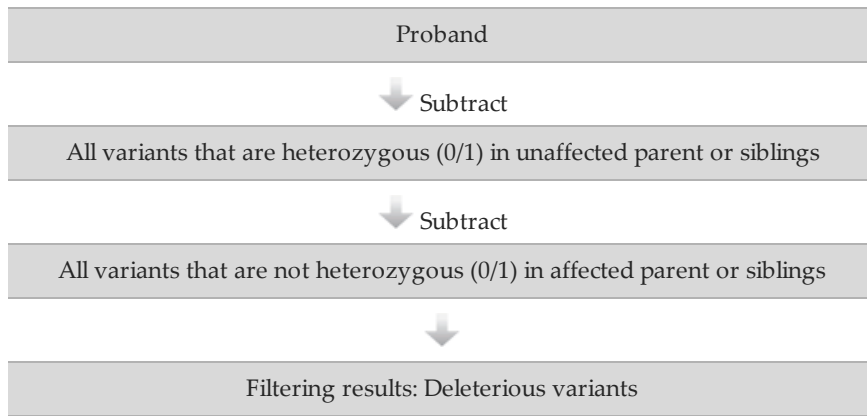 Proband
Subtract
All variants that are heterozygous (0/1) in unaffected parent or siblings
Subtract
All variants that are not heterozygous (0/1) in affected parent or siblings
Filtering results: Deleterious variants